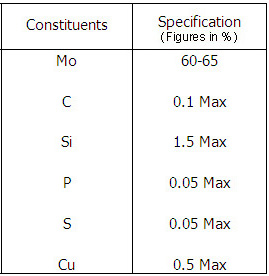 Constituents Specification
(Figures in %)
Mo 60-65
C 0.1 Max
Si 1.5 Max
P 0.05 Max
S 0.05 Max
Cu 0.5 Max